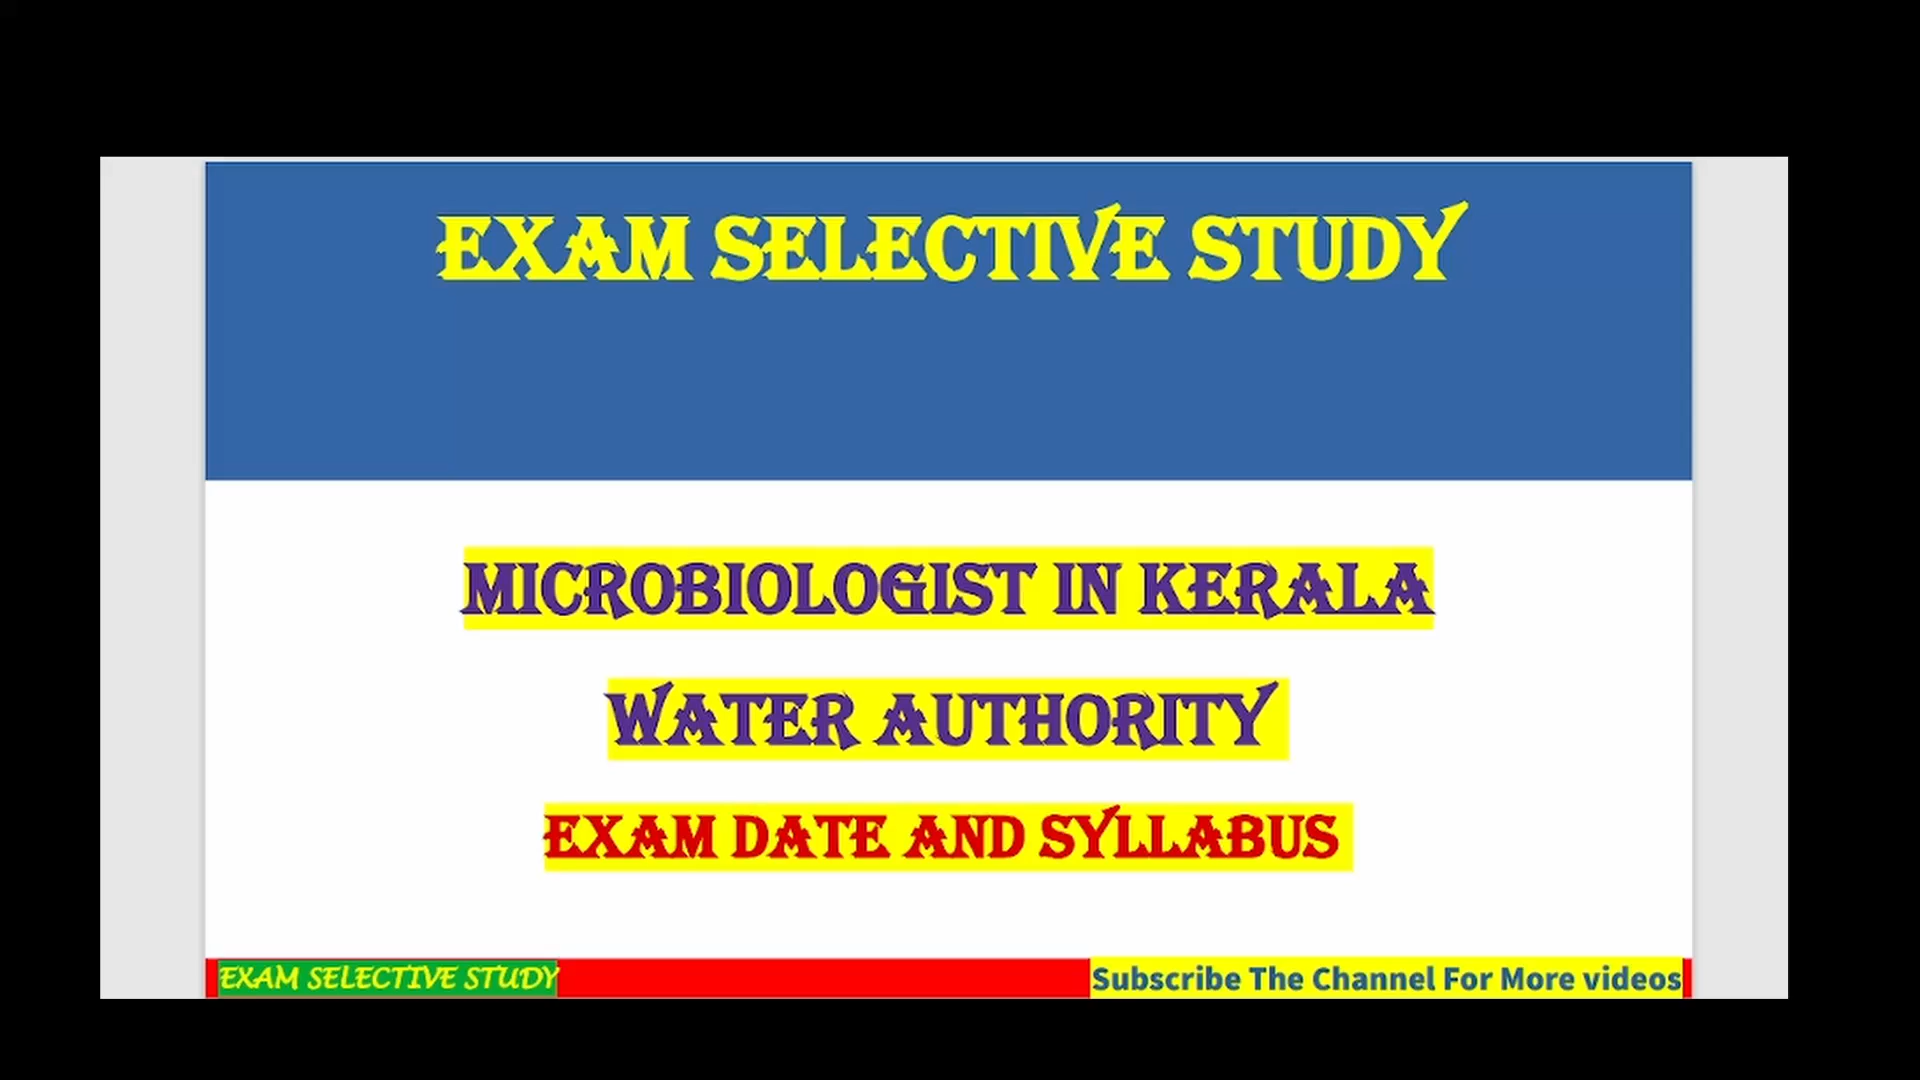 EXAM SELECTIVE STUDY
MICROBIOLOGIST IN KERALA
WATER AUTHORITY
EXAM DATE AND SYLLABUS
EXAM SELECTIVE STUDY
Subscribe The Channel For More videos